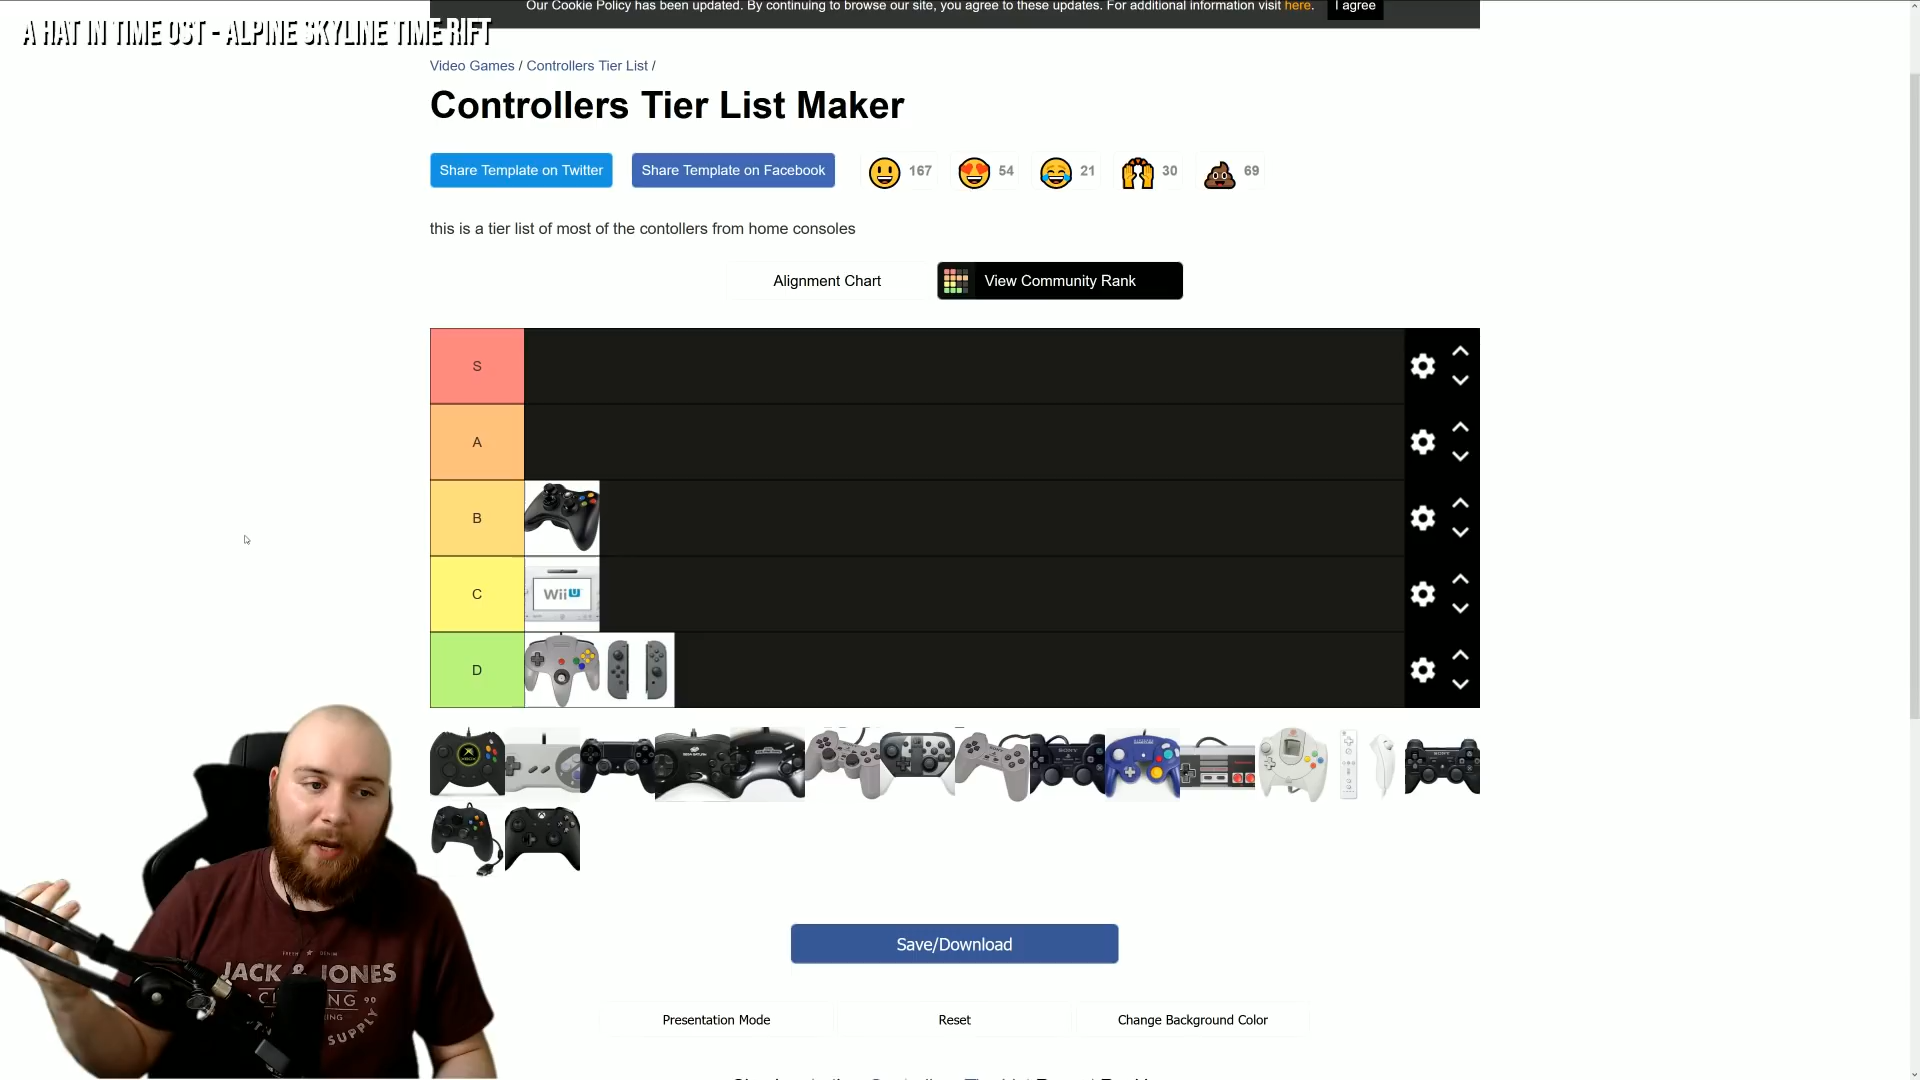 Our Cookie Policy has been updated. By continuing to browse our site, you agree to these updates. For additional information visit here. I agree
A HAT IN TIME OST - ALPINE SKYLINE TIME RIFT
Video Games / Controllers Tier List /
Controllers Tier List Maker
Share Template on Twitter
Share Template on Facebook
167
54
21
30
69
this is a tier list of most of the contollers from home consoles
Alignment Chart
View Community Rank
S
A
B
C
Wii U
D
Save/Download
JACK & JONES
90
SUPPLY
Presentation Mode
Reset
Change Background Color